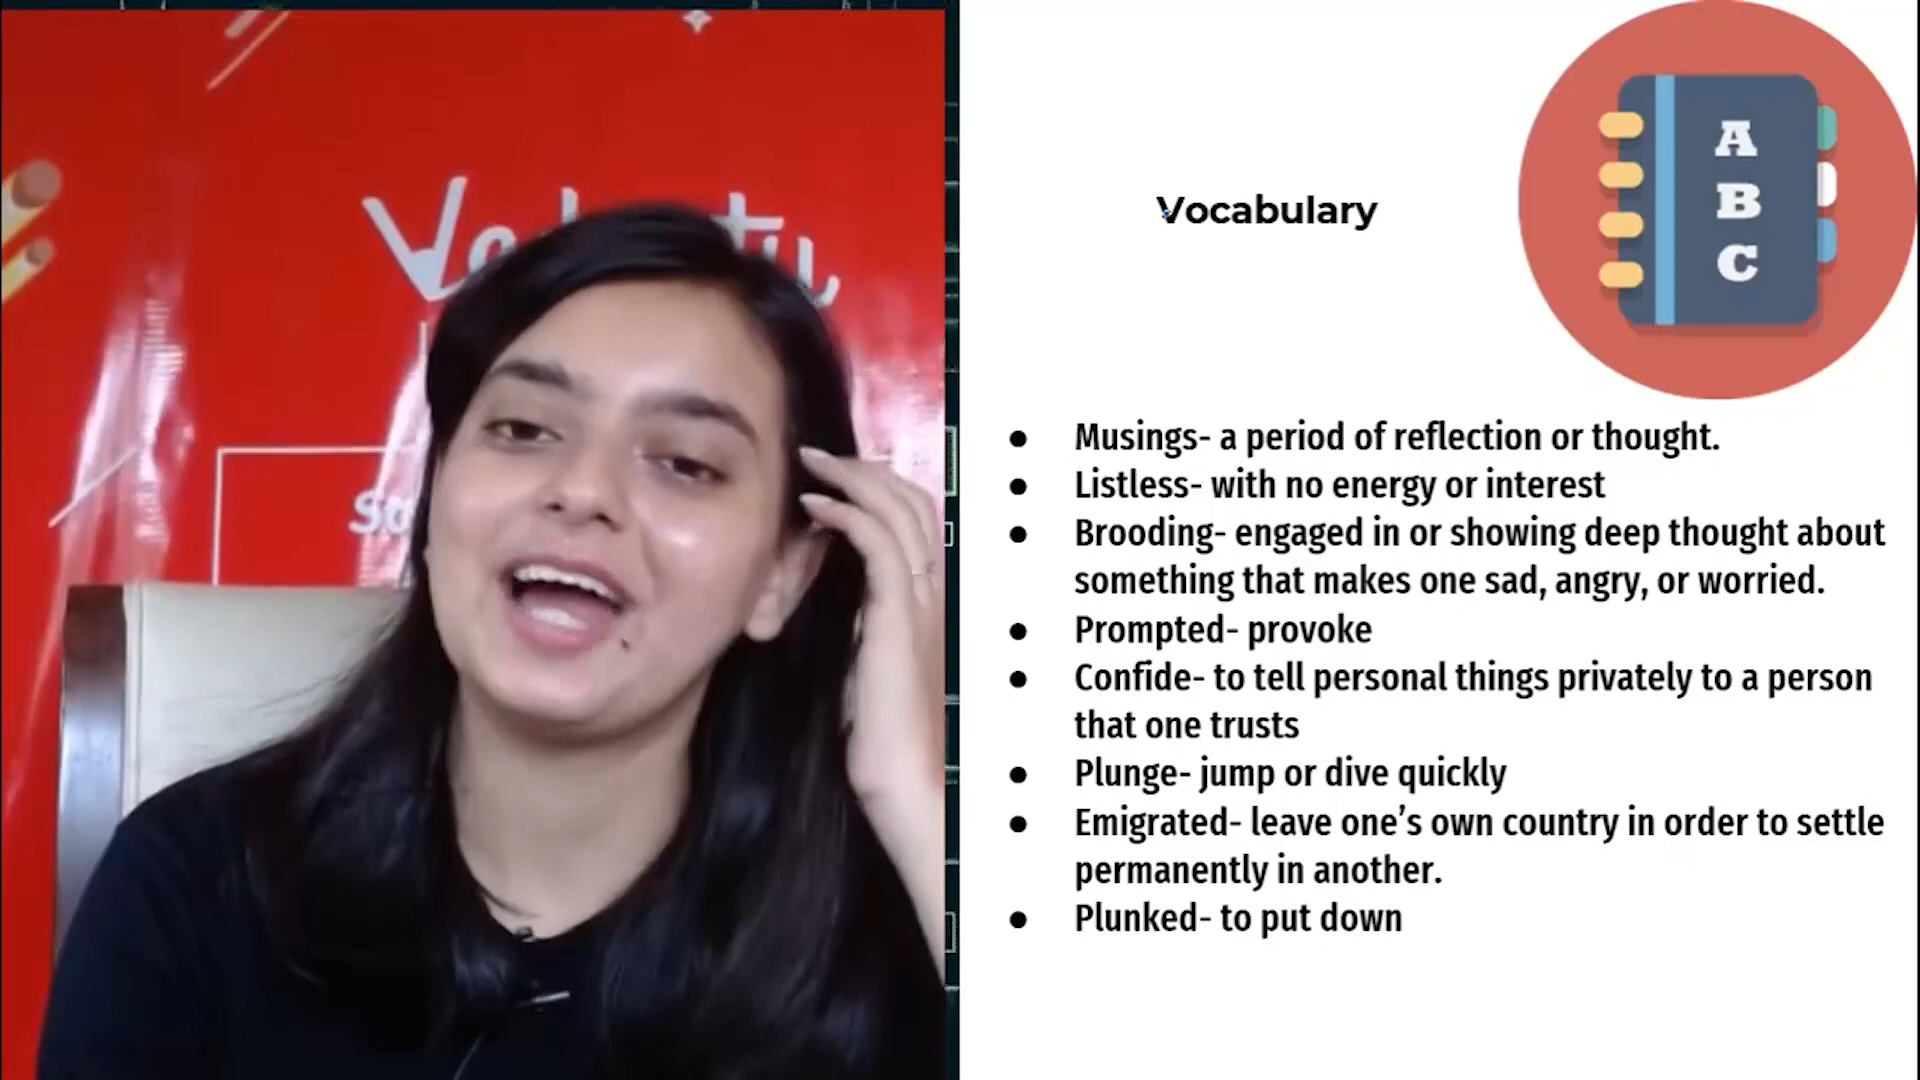 Vocabulary
A
B
C
● Musings- a period of reflection or thought.
● Listless- with no energy or interest
● Brooding- engaged in or showing deep thought about
something that makes one sad, angry, or worried.
● Prompted- provoke
● Confide- to tell personal things privately to a person
that one trusts
● Plunge- jump or dive quickly
● Emigrated- leave one’s own country in order to settle
permanently in another.
● Plunked- to put down